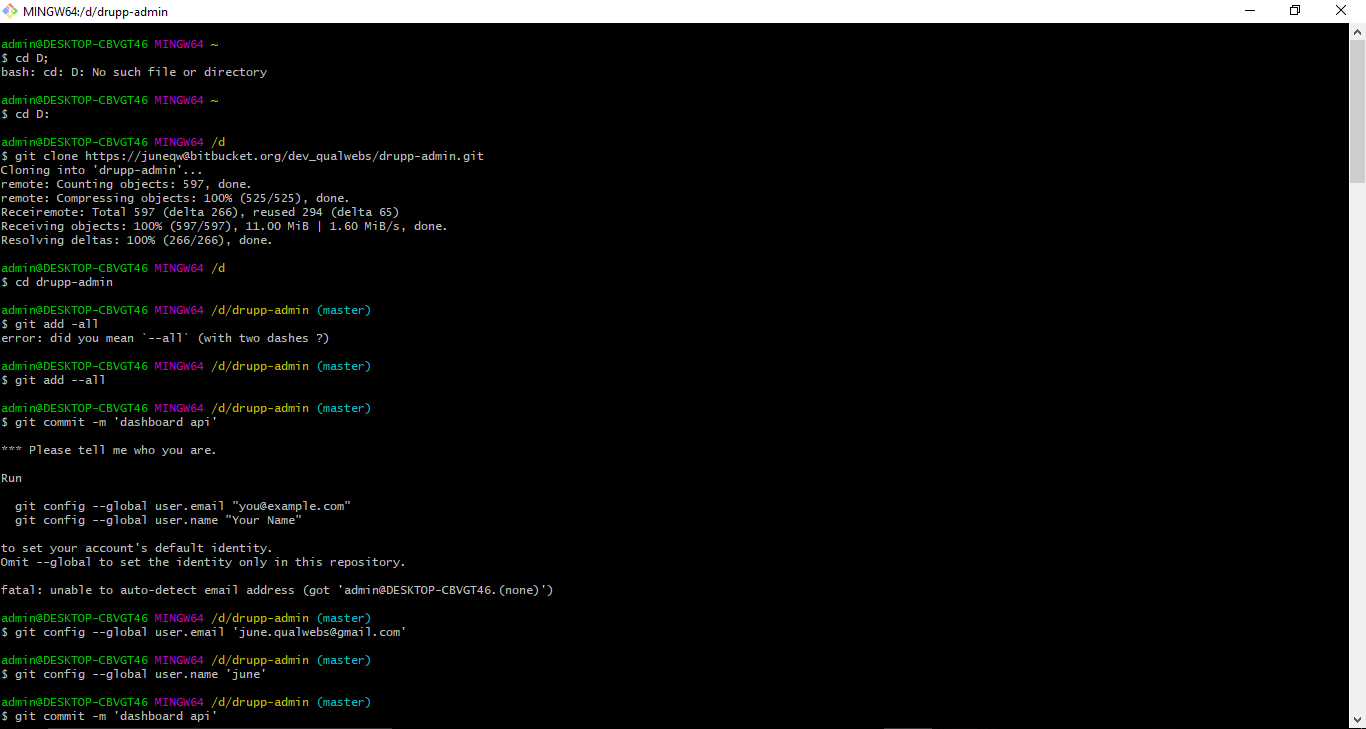 MINGW64:/d/drupp-admin
admin@DESKTOP-CBVGT46 MINGW64 ~
$ cd D;
bash: cd: D: No such file or directory
admin@DESKTOP-CBVGT46 MINGW64 ~
$ cd D:
admin@DESKTOP-CBVGT46 MINGW64 /d
$ git clone https://juneqw@bitbucket.org/dev_qualwebs/drupp-admin.git
Cloning into 'drupp-admin'...
remote: Counting objects: 597, done.
remote: Compressing objects: 100% (525/525), done.
Receiremote: Total 597 (delta 266), reused 294 (delta 65)
Receiving objects: 100% (597/597), 11.00 MiB | 1.60 MiB/s, done.
Resolving deltas: 100% (266/266), done.
admin@DESKTOP-CBVGT46 MINGW64 /d
$ cd drupp-admin
admin@DESKTOP-CBVGT46 MINGW64 /d/drupp-admin (master)
$ git add -all
error: did you mean `--all` (with two dashes ?)
admin@DESKTOP-CBVGT46 MINGW64 /d/drupp-admin (master)
$ git add --all
admin@DESKTOP-CBVGT46 MINGW64 /d/drupp-admin (master)
$ git commit -m 'dashboard api'
*** Please tell me who you are.
Run
git config --global user.email "you@example.com"
git config --global user.name "Your Name"
to set your account's default identity.
Omit --global to set the identity only in this repository.
fatal: unable to auto-detect email address (got 'admin@DESKTOP-CBVGT46.(none)')
admin@DESKTOP-CBVGT46 MINGW64 /d/drupp-admin (master)
$ git config --global user.email 'june.qualwebs@gmail.com'
admin@DESKTOP-CBVGT46 MINGW64 /d/drupp-admin (master)
$ git config --global user.name 'june'
admin@DESKTOP-CBVGT46 MINGW64 /d/drupp-admin (master)
$ git commit -m 'dashboard api'